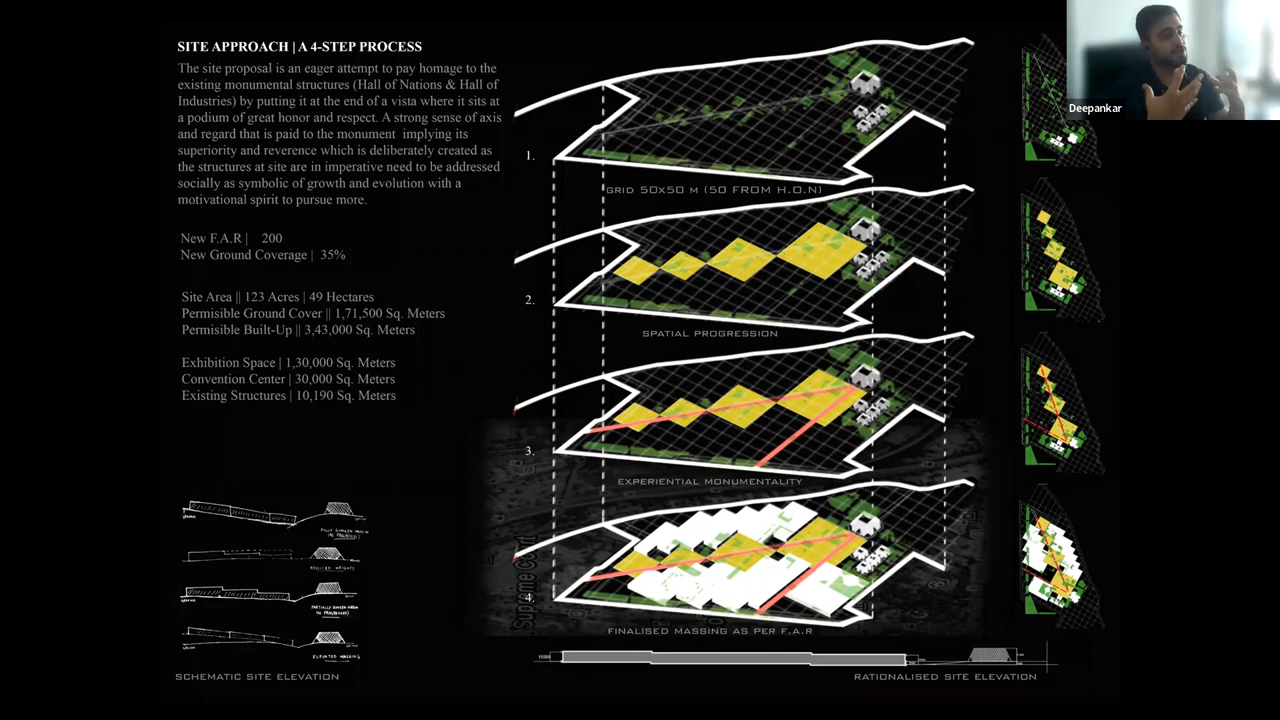 SITE APPROACH | A 4-STEP PROCESS
The site proposal is an eager attempt to pay homage to the
existing monumental structures (Hall of Nations & Hall of
Industries) by putting it at the end of a vista where it sits at
a podium of great honor and respect. A strong sense of axis
and regard that is paid to the monument implying its
superiority and reverence which is deliberately created as
the structures at site are in imperative need to be addressed
socially as symbolic of growth and evolution with a
motivational spirit to pursue more.
New F.A.R | 200
New Ground Coverage | 35%
Site Area || 123 Acres | 49 Hectares
Permissible Ground Cover || 1,71,500 Sq. Meters
Permisible Built-Up || 3,43,000 Sq. Meters
Exhibition Space | 1,30,000 Sq. Meters
Convention Center | 30,000 Sq. Meters
Existing Structures | 10,190 Sq. Meters
SCHEMATIC SITE ELEVATION
1.
GRID 50X50 M (50 FROM H.O.N)
2.
SPATIAL PROGRESSION
3.
EXPERIENTIAL MONUMENTALITY
4.
Supreme Court
FINALISED MASSING AS PER F.A.R
RATIONALISED SITE ELEVATION
Deepankar